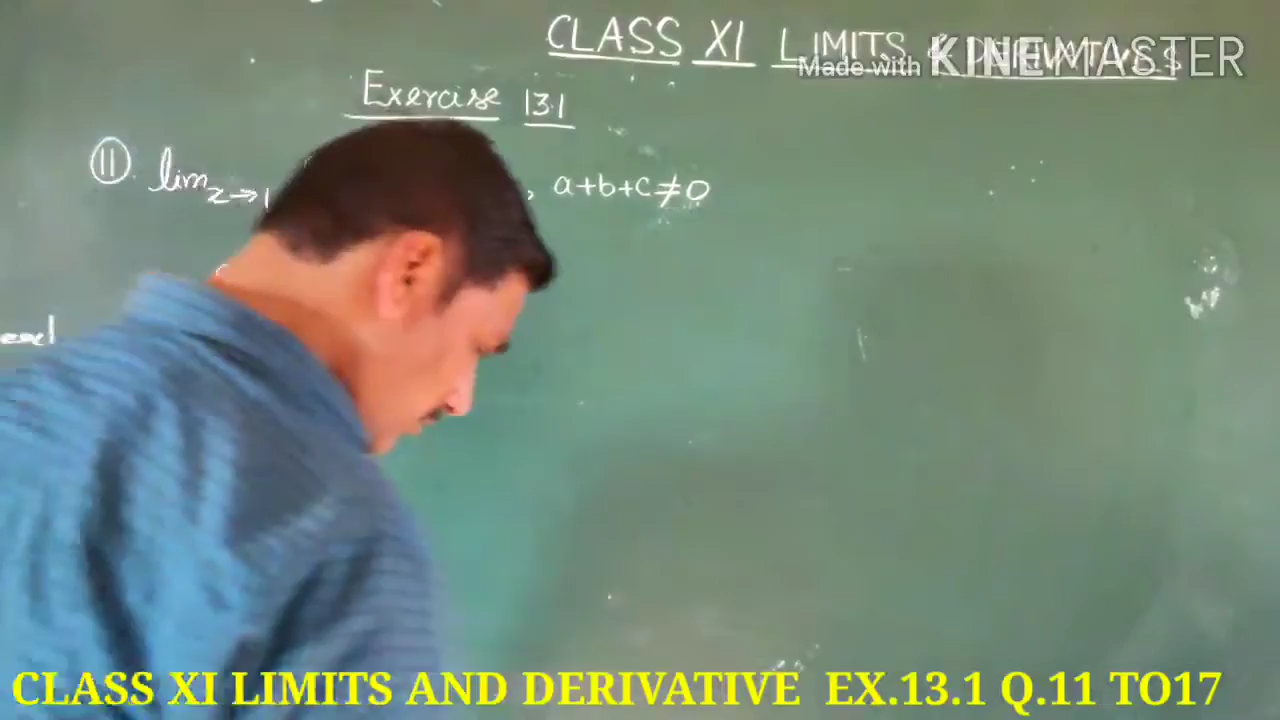 CLASS XI LIMITS & DERIVATIVES
Made with KINEMASTER
Exercise 13.1
11. lim z→1 , a+b+c≠0
CLASS XI LIMITS AND DERIVATIVE EX.13.1 Q.11 TO17